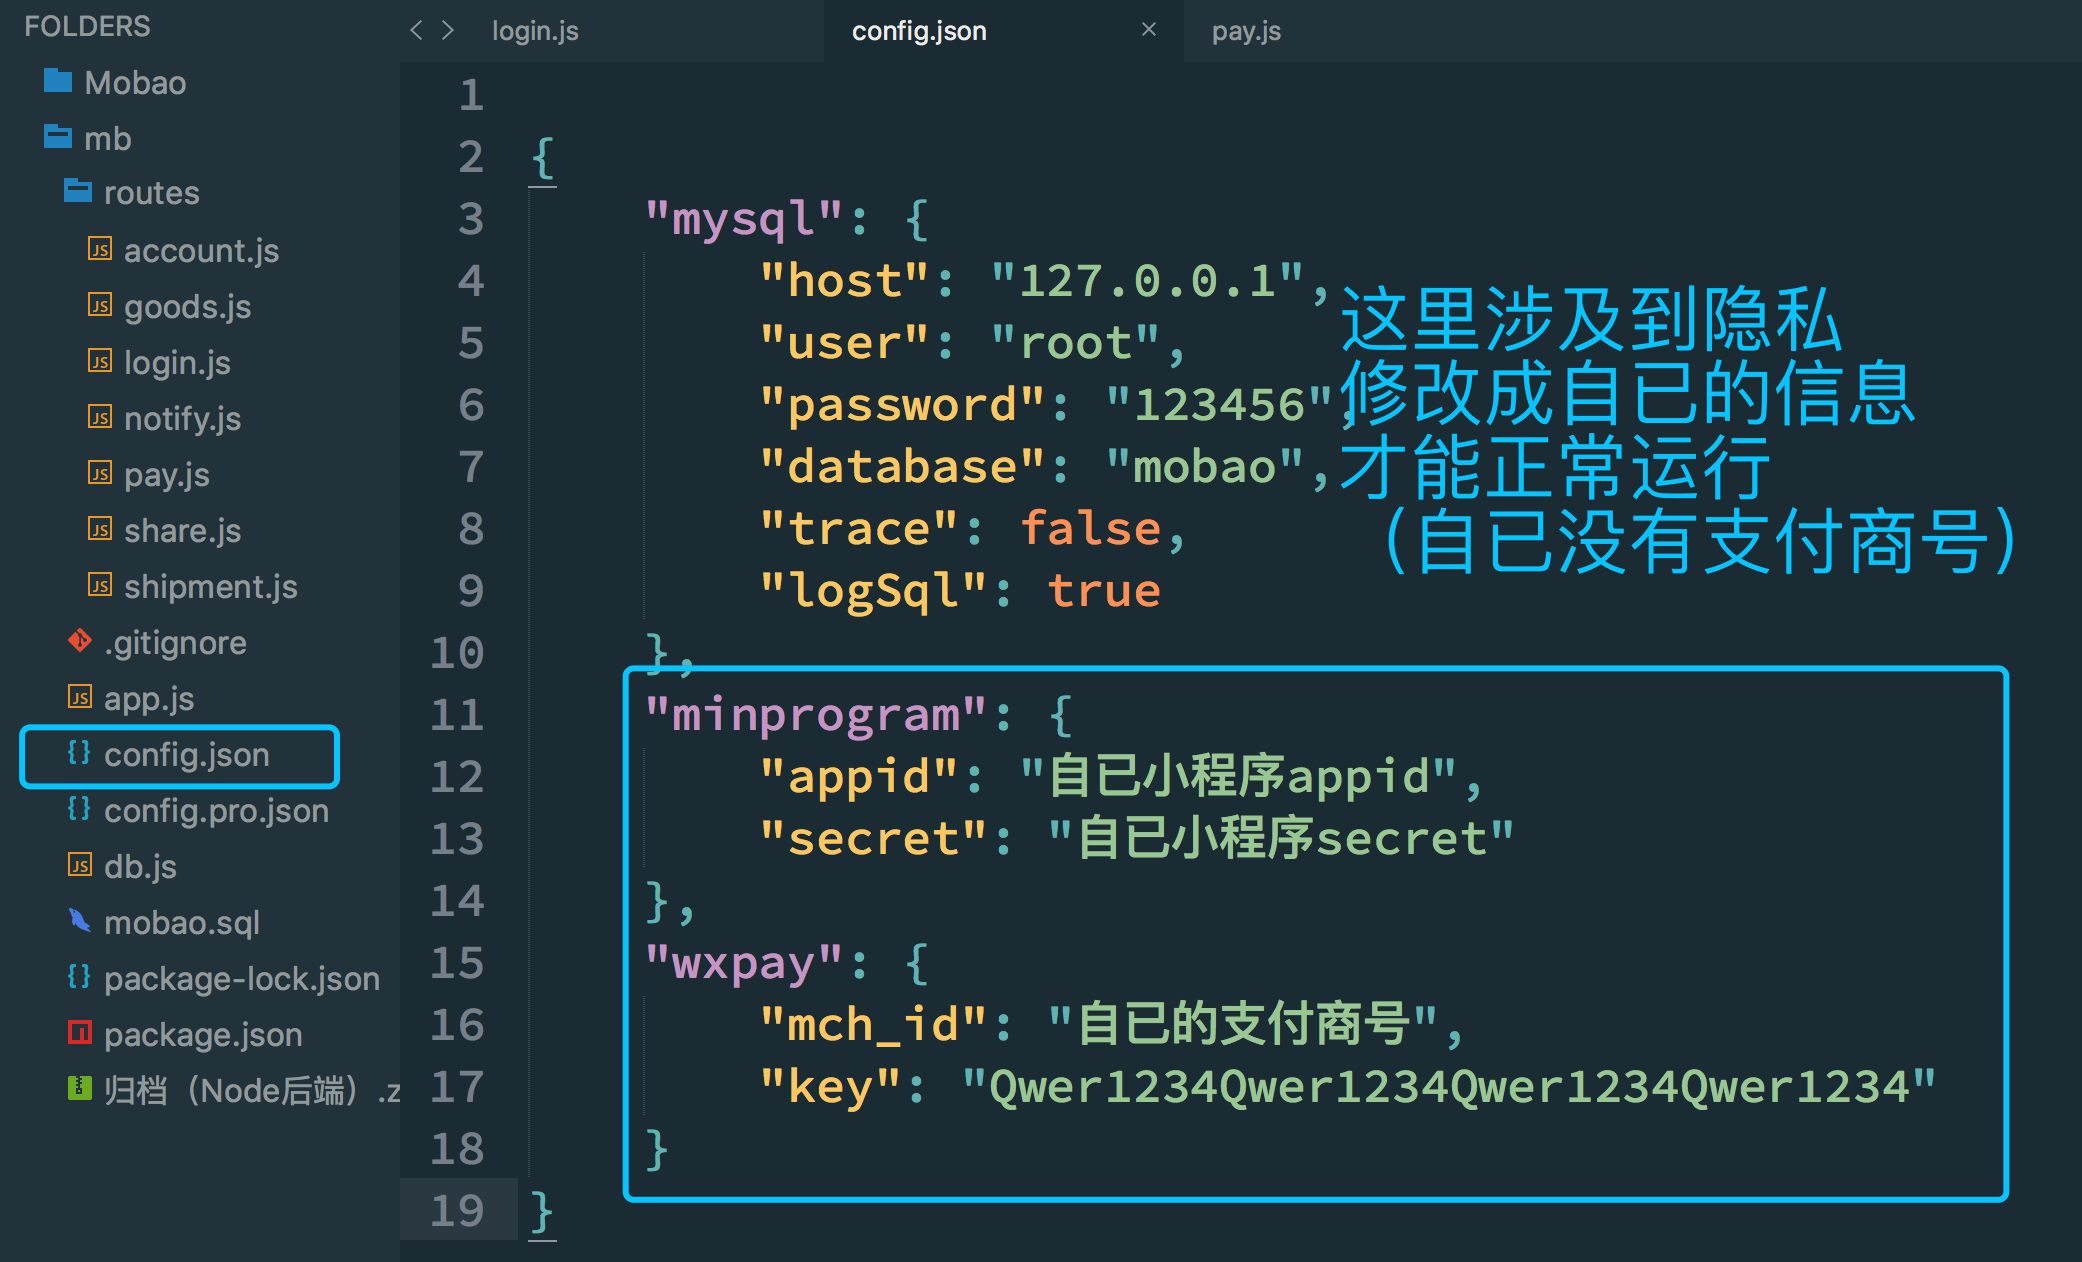 FOLDERS
Mobao
mb
routes
account.js
goods.js
login.js
notify.js
pay.js
share.js
shipment.js
.gitignore
app.js
config.json
config.pro.json
db.js
mobao.sql
package-lock.json
package.json
归档（Node后端）.z
login.js
config.json
pay.js
1
2 {
3 "mysql": {
4 "host": "127.0.0.1",
5 "user": "root",
6 "password": "123456",
7 "database": "mobao",
8 "trace": false,
9 "logSql": true
10 },
11 "minprogram": {
12 "appid": "自已小程序appid",
13 "secret": "自已小程序secret"
14 },
15 "wxpay": {
16 "mch_id": "自已的支付商号",
17 "key": "Qwer1234Qwer1234Qwer1234Qwer1234"
18 }
19 }
这里涉及到隐私
修改成自已的信息
才能正常运行
（自已没有支付商号）